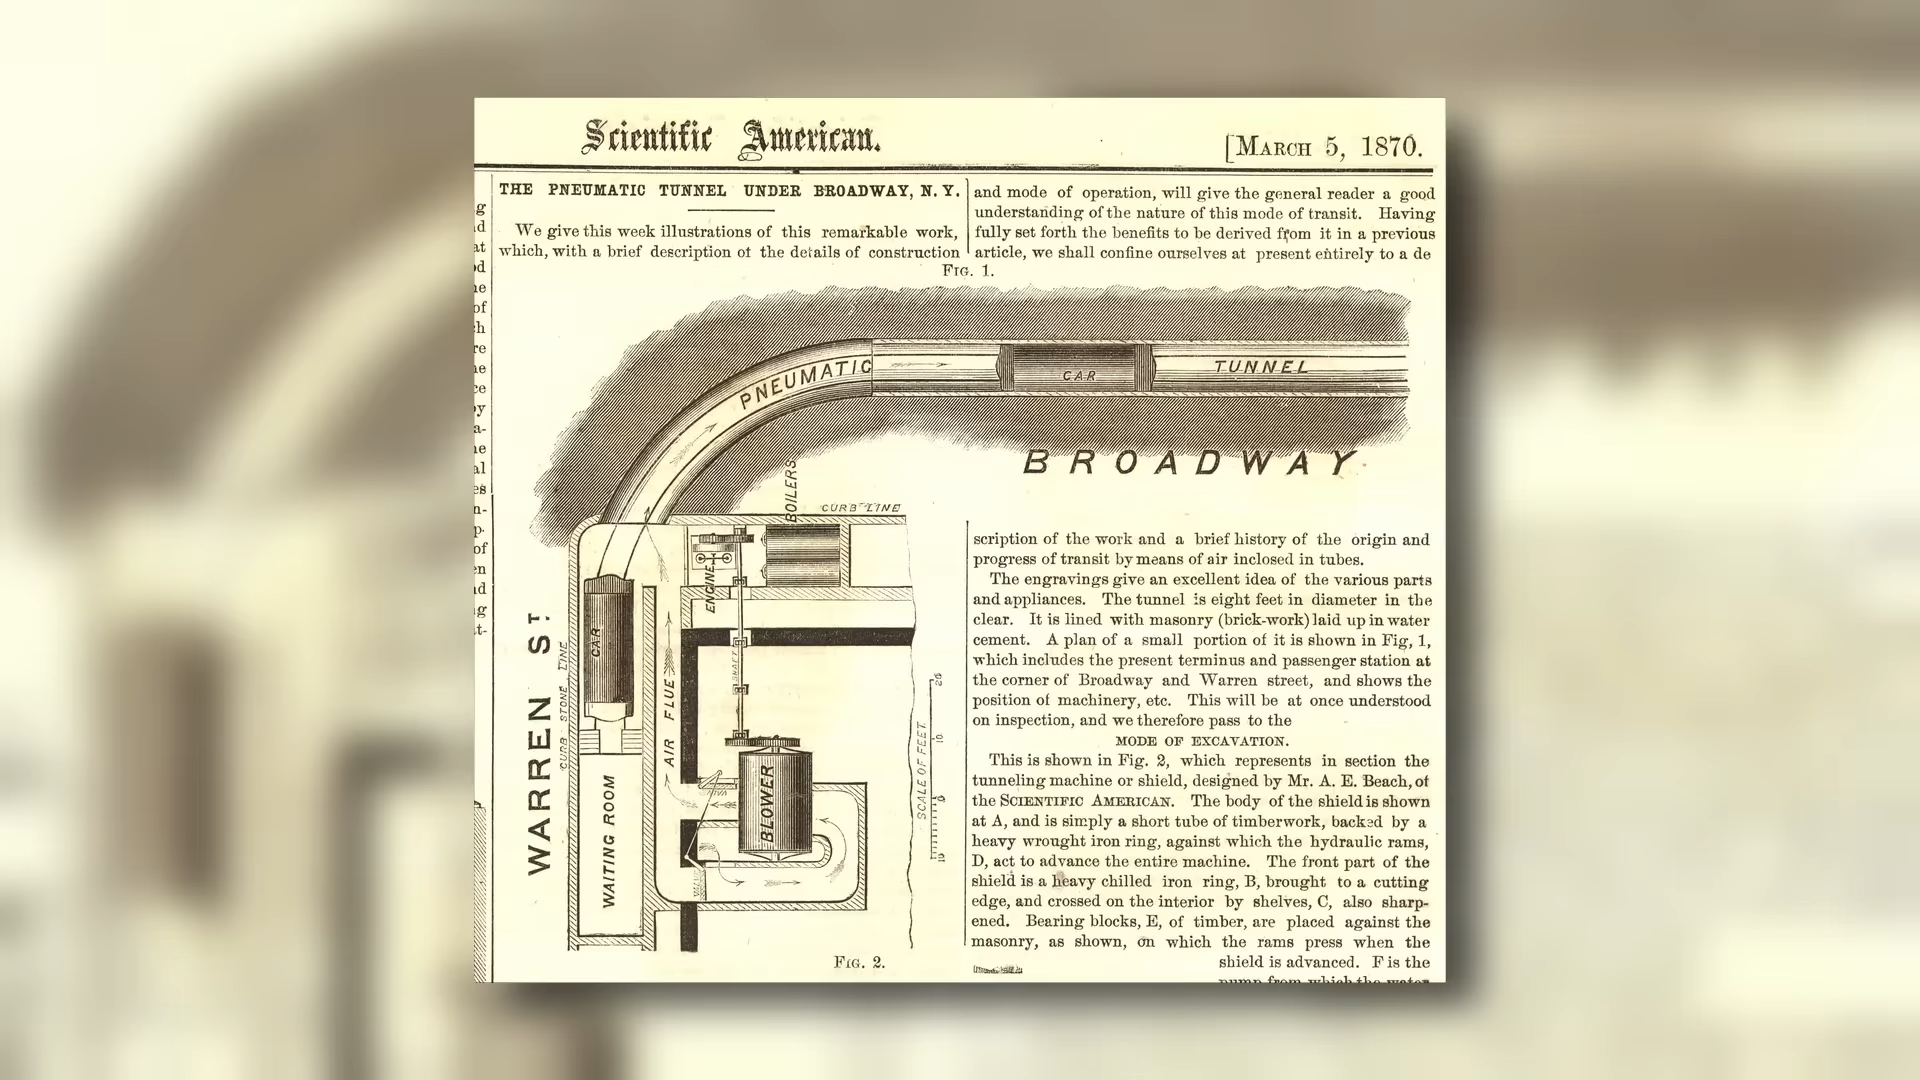 Scientific American.
[MARCH 5, 1870.
THE PNEUMATIC TUNNEL UNDER BROADWAY, N. Y.
We give this week illustrations of this remarkable work,
which, with a brief description of the details of construction
and mode of operation, will give the general reader a good
understanding of the nature of this mode of transit. Having
fully set forth the benefits to be derived from it in a previous
article, we shall confine ourselves at present entirely to a de
FIG. 1.
PNEUMATIC
CAR
TUNNEL
BROADWAY
BOILERS
CURB LINE
ENGINE
CAR
WARREN ST
CURB STONE LINE
AIR FLUE
SHAFT
BLOWER
WAITING ROOM
SCALE OF FEET
20
10
10
FIG. 2.
scription of the work and a brief history of the origin and
progress of transit by means of air inclosed in tubes.
The engravings give an excellent idea of the various parts
and appliances. The tunnel is eight feet in diameter in the
clear. It is lined with masonry (brick-work) laid up in water
cement. A plan of a small portion of it is shown in Fig, 1,
which includes the present terminus and passenger station at
the corner of Broadway and Warren street, and shows the
position of machinery, etc. This will be at once understood
on inspection, and we therefore pass to the
MODE OF EXCAVATION.
This is shown in Fig. 2, which represents in section the
tunneling machine or shield, designed by Mr. A. E. Beach, of
the SCIENTIFIC AMERICAN. The body of the shield is shown
at A, and is simply a short tube of timberwork, backed by a
heavy wrought iron ring, against which the hydraulic rams,
D, act to advance the entire machine. The front part of the
shield is a heavy chilled iron ring, B, brought to a cutting
edge, and crossed on the interior by shelves, C, also sharp-
ened. Bearing blocks, E, of timber, are placed against the
masonry, as shown, on which the rams press when the
shield is advanced. F is the
pump from which the water